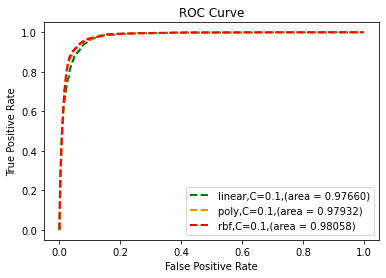 ROC Curve
True Positive Rate
1.0
0.8
0.6
0.4
0.2
0.0
linear,C=0.1,(area = 0.97660)
poly,C=0.1,(area = 0.97932)
rbf,C=0.1,(area = 0.98058)
0.0 0.2 0.4 0.6 0.8 1.0
False Positive Rate